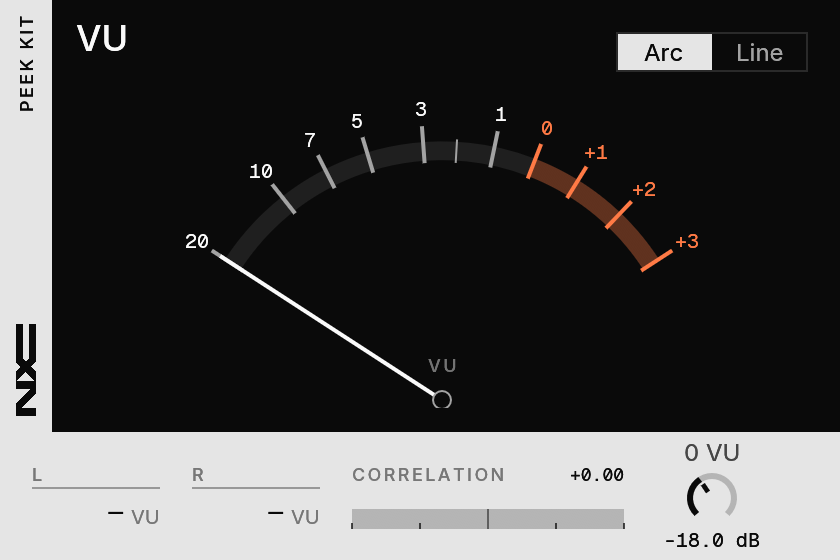 PEEK KIT
NXE
VU
Arc Line
20 10 7 5 3 1 0 +1 +2 +3
VU
L R CORRELATION +0.00
– VU – VU
0 VU
-18.0 dB